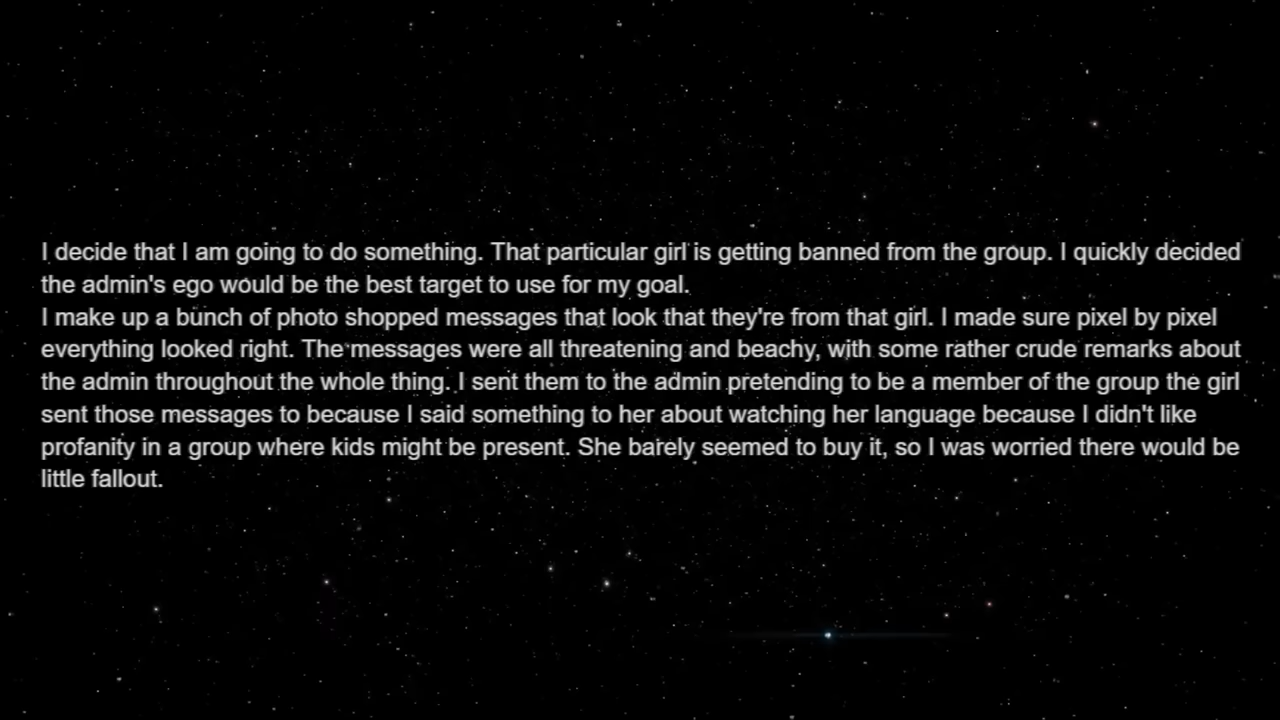 I decide that I am going to do something. That particular girl is getting banned from the group. I quickly decided
the admin's ego would be the best target to use for my goal.
I make up a bunch of photo shopped messages that look that they're from that girl. I made sure pixel by pixel
everything looked right. The messages were all threatening and beachy, with some rather crude remarks about
the admin throughout the whole thing. I sent them to the admin pretending to be a member of the group the girl
sent those messages to because I said something to her about watching her language because I didn't like
profanity in a group where kids might be present. She barely seemed to buy it, so I was worried there would be
little fallout.